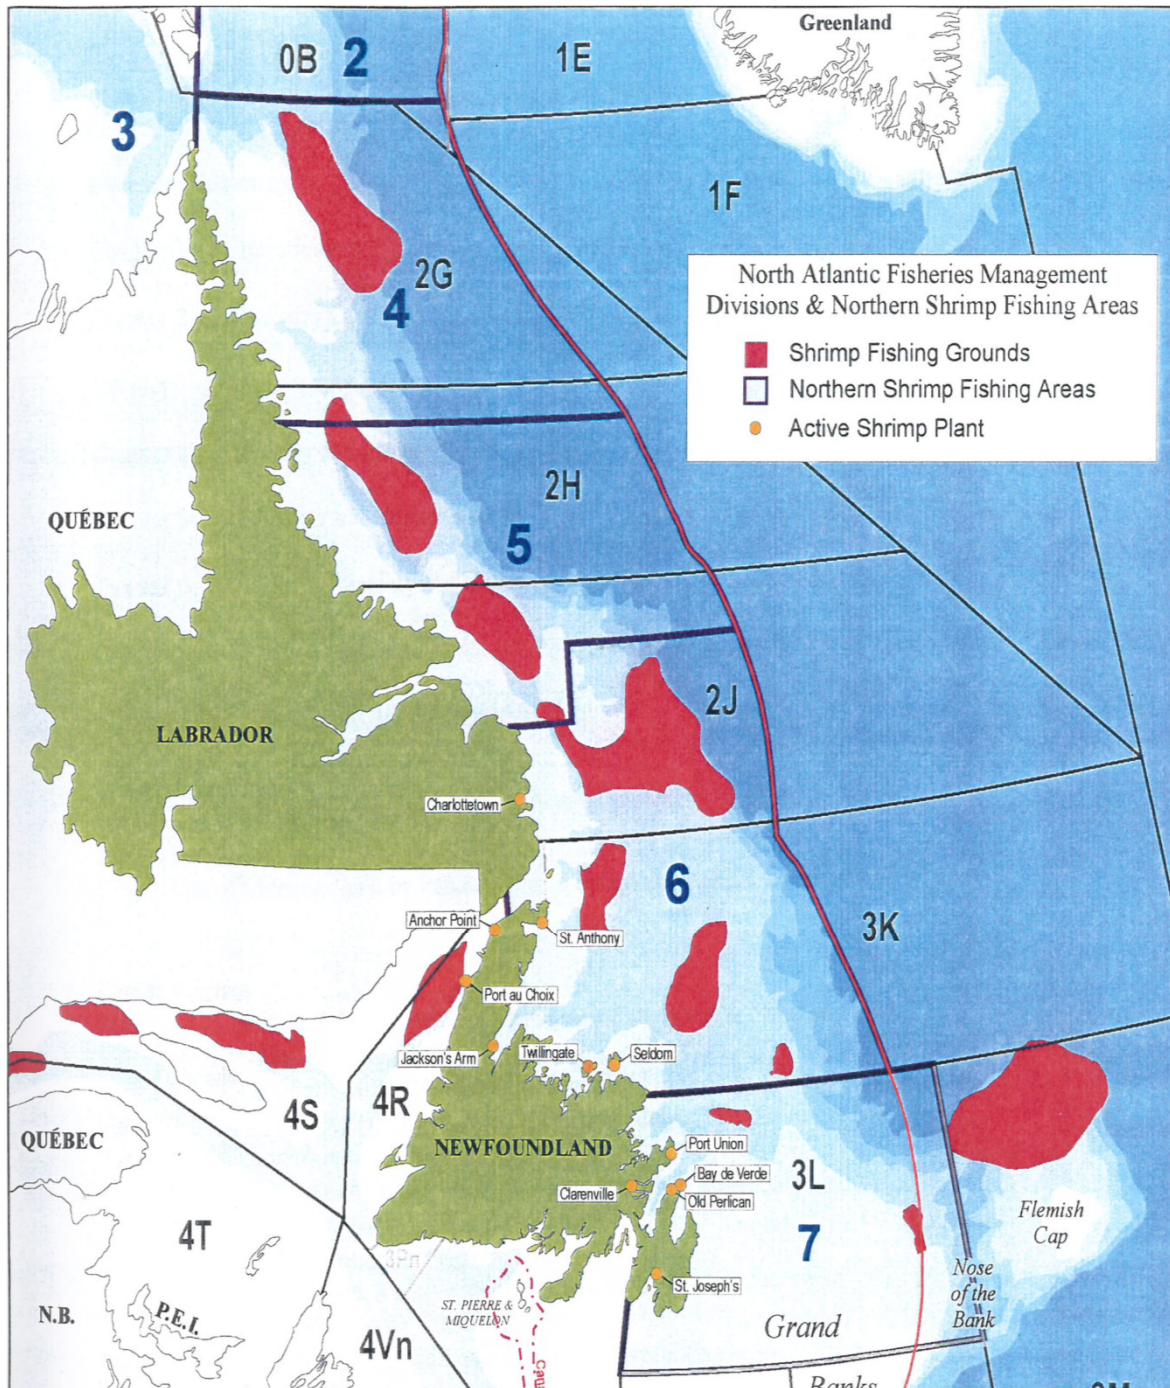 Greenland
0B
2
1E
3
1F
2G
4
North Atlantic Fisheries Management
Divisions & Northern Shrimp Fishing Areas
Shrimp Fishing Grounds
Northern Shrimp Fishing Areas
Active Shrimp Plant
2H
QUÉBEC
5
2J
LABRADOR
Charlottetown
6
Anchor Point
St. Anthony
3K
Port au Choix
Jackson's Arm
Twillingate
Seldom
4S
4R
QUÉBEC
NEWFOUNDLAND
Port Union
Clarenville
Bay de Verde
Old Perlican
3L
Flemish
Cap
4T
7
3Pn
St. Joseph's
Nose
of the
Bank
N.B.
P.E.I.
ST. PIERRE &
MIQUELON
4Vn
Grand
Banks
3M